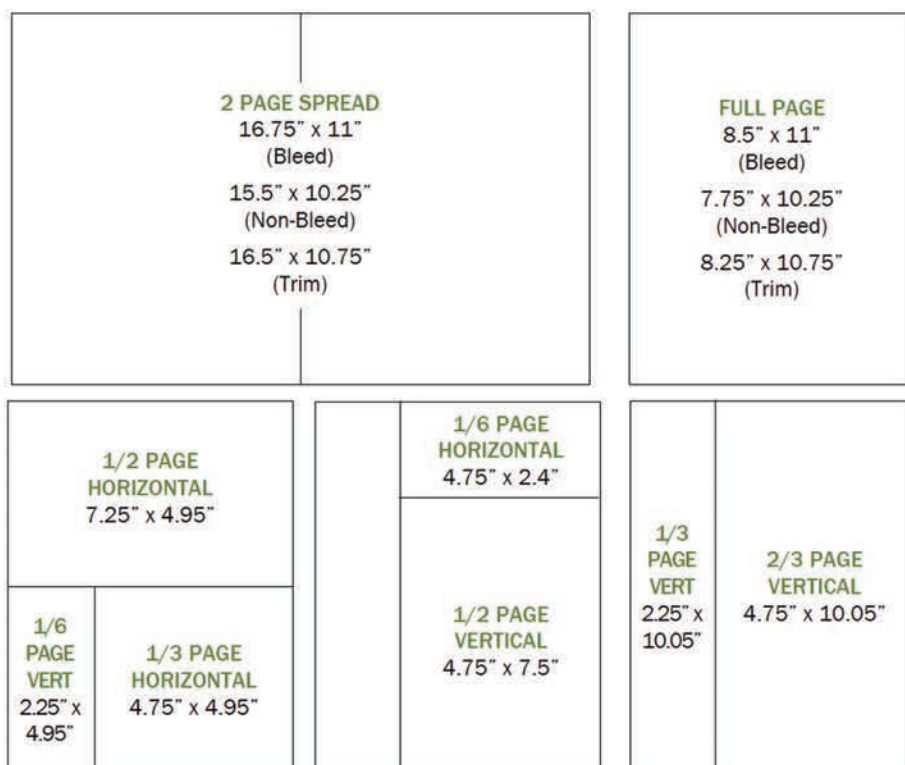 2 PAGE SPREAD
16.75” x 11”
(Bleed)
15.5” x 10.25”
(Non-Bleed)
16.5” x 10.75”
(Trim)
FULL PAGE
8.5” x 11”
(Bleed)
7.75” x 10.25”
(Non-Bleed)
8.25” x 10.75”
(Trim)
1/2 PAGE
HORIZONTAL
7.25” x 4.95”
1/6
PAGE
VERT
2.25” x
4.95”
1/3 PAGE
HORIZONTAL
4.75” x 4.95”
1/6 PAGE
HORIZONTAL
4.75” x 2.4”
1/2 PAGE
VERTICAL
4.75” x 7.5”
1/3
PAGE
VERT
2.25” x
10.05”
2/3 PAGE
VERTICAL
4.75” x 10.05”